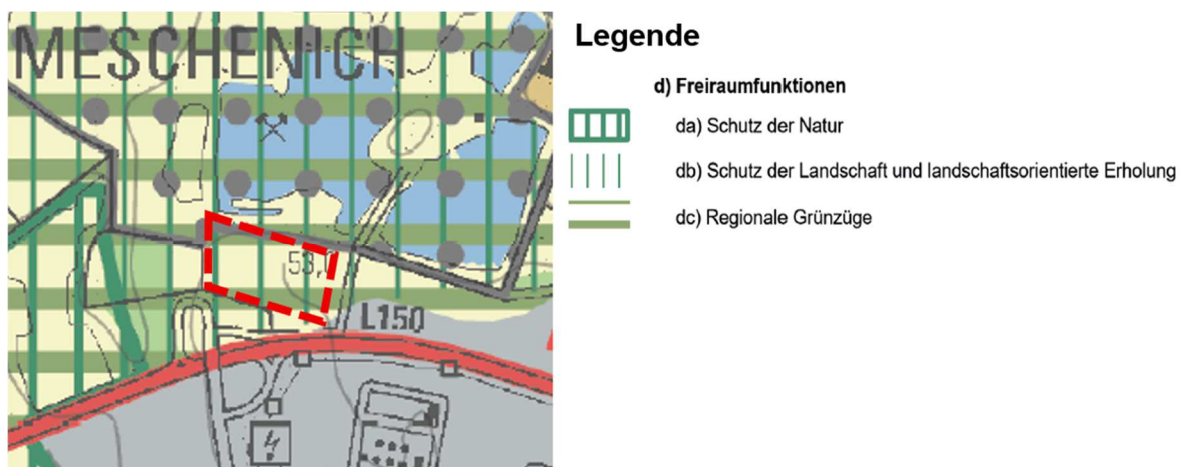 MESCHENICH
53,0
L150
Legende
d) Freiraumfunktionen
da) Schutz der Natur
db) Schutz der Landschaft und landschaftsorientierte Erholung
dc) Regionale Grünzüge